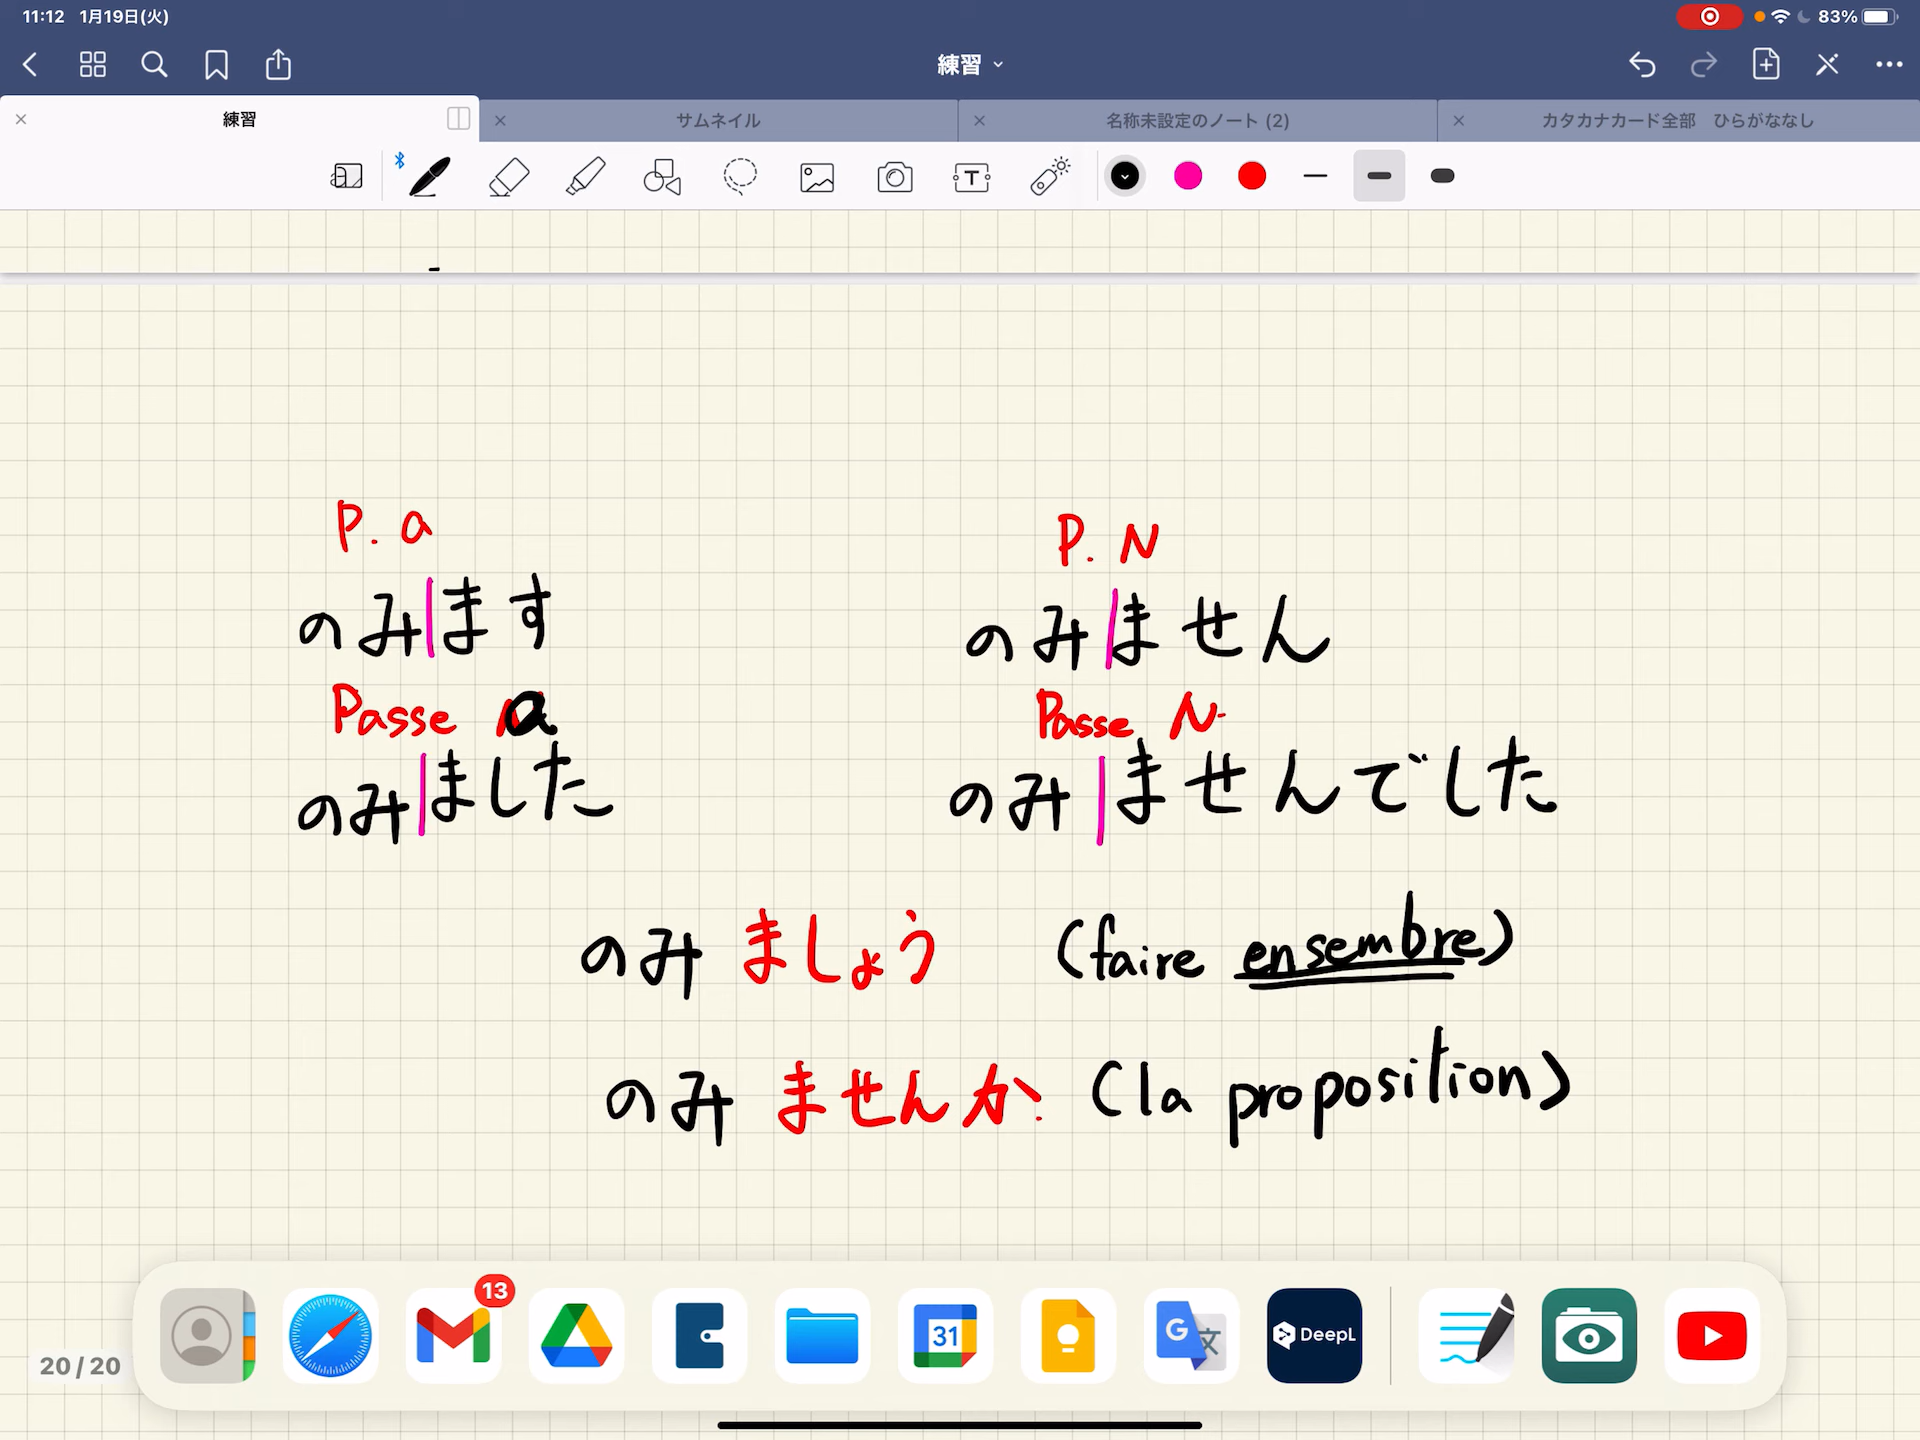 11:12 1月19日(火) 83%
練習
練習 サムネイル 名称未設定のノート (2) カタカナカード全部 ひらがななし
P. a
のみ|ます
P. N
のみ|ません
Passe a
のみ|ました
Passe N
のみ|ませんでした
のみ ましょう (faire ensembre)
のみ ませんか (la proposition)
13
31
DeepL
20 / 20